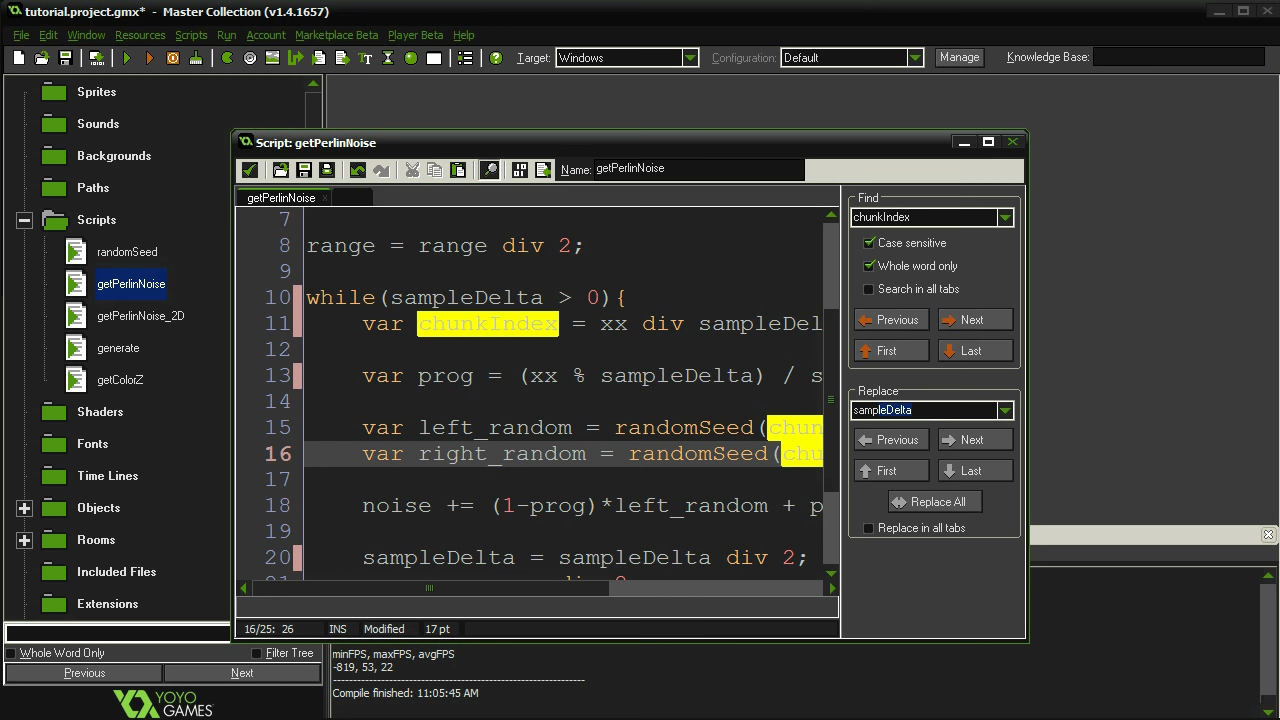 tutorial.project.gmx* - Master Collection (v1.4.1657)
File Edit Window Resources Scripts Run Account Marketplace Beta Player Beta Help
Target: Windows Configuration: Default Manage Knowledge Base:
Sprites
Sounds
Backgrounds
Paths
Scripts
randomSeed
getPerlinNoise
getPerlinNoise_2D
generate
getColorZ
Shaders
Fonts
Time Lines
Objects
Rooms
Included Files
Extensions
Whole Word Only Filter Tree
Previous Next
YOYO
GAMES
Script: getPerlinNoise
Name: getPerlinNoise
getPerlinNoise x
7
8 range = range div 2;
9
10 while(sampleDelta > 0){
11 var chunkIndex = xx div sampleDel
12
13 var prog = (xx % sampleDelta) / s
14
15 var left_random = randomSeed(chun
16 var right_random = randomSeed(chu
17
18 noise += (1-prog)*left_random + p
19
20 sampleDelta = sampleDelta div 2;
16/25: 26 INS Modified 17 pt
Find
chunkIndex
Case sensitive
Whole word only
Search in all tabs
Previous Next
First Last
Replace
sampleDelta
Previous Next
First Last
Replace All
Replace in all tabs
minFPS, maxFPS, avgFPS
-819, 53, 22
Compile finished: 11:05:45 AM